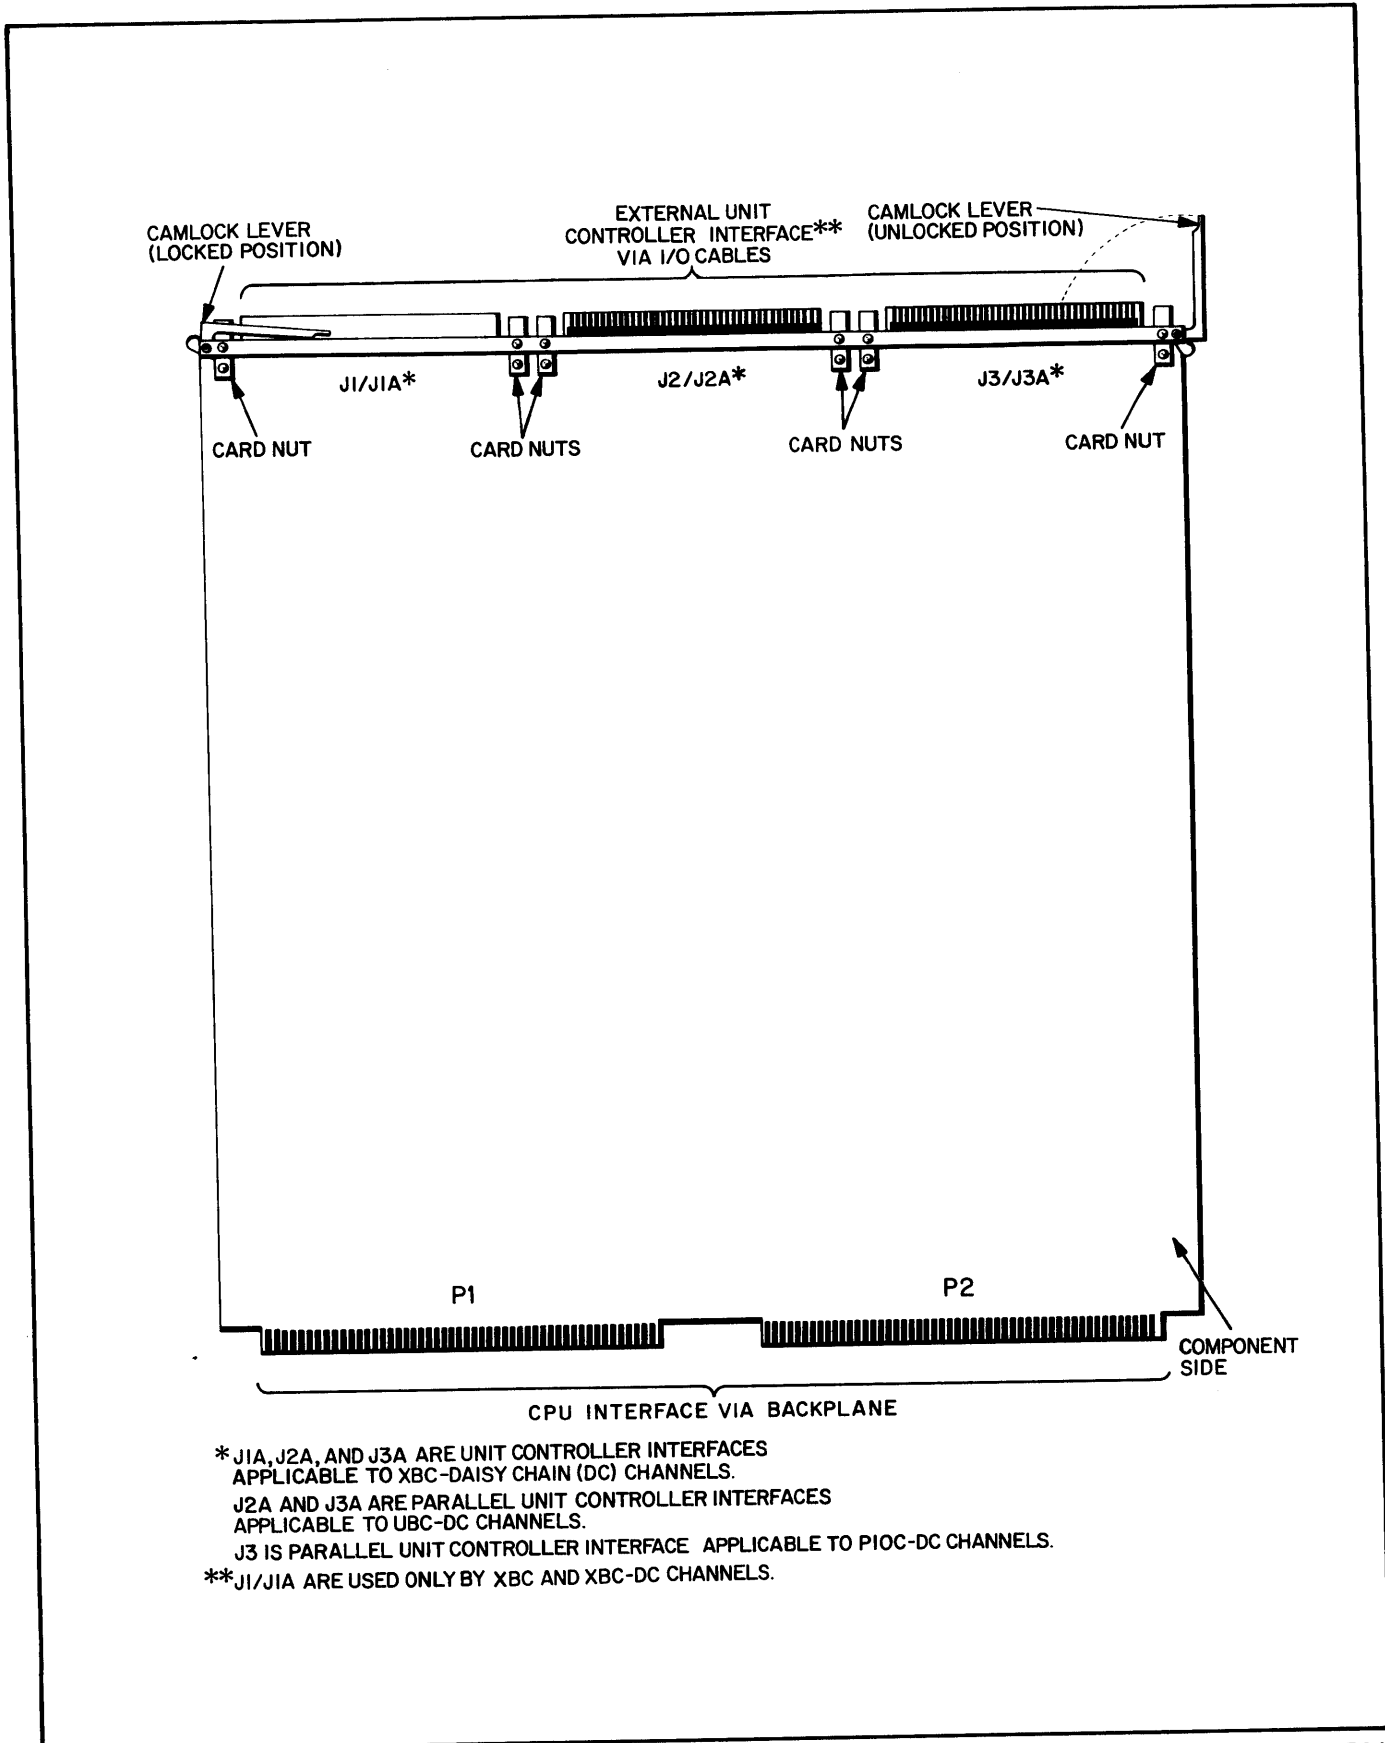 CAMLOCK LEVER
(LOCKED POSITION)
EXTERNAL UNIT
CONTROLLER INTERFACE**
VIA I/O CABLES
CAMLOCK LEVER
(UNLOCKED POSITION)
J1/J1A*
J2/J2A*
J3/J3A*
CARD NUT
CARD NUTS
CARD NUTS
CARD NUT
P1
P2
COMPONENT
SIDE
CPU INTERFACE VIA BACKPLANE
*J1A, J2A, AND J3A ARE UNIT CONTROLLER INTERFACES
APPLICABLE TO XBC-DAISY CHAIN (DC) CHANNELS.
J2A AND J3A ARE PARALLEL UNIT CONTROLLER INTERFACES
APPLICABLE TO UBC-DC CHANNELS.
J3 IS PARALLEL UNIT CONTROLLER INTERFACE APPLICABLE TO PIOC-DC CHANNELS.
**J1/J1A ARE USED ONLY BY XBC AND XBC-DC CHANNELS.